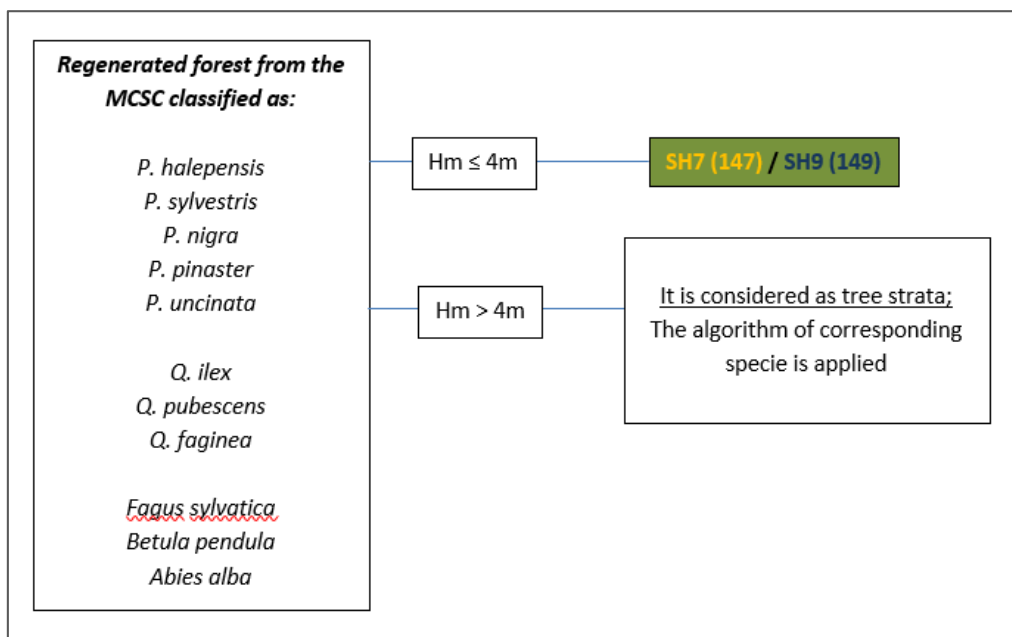 Regenerated forest from the
MCSC classified as:
P. halepensis
P. sylvestris
P. nigra
P. pinaster
P. uncinata
Q. ilex
Q. pubescens
Q. faginea
Fagus sylvatica
Betula pendula
Abies alba
Hm ≤ 4m
SH7 (147) / SH9 (149)
Hm > 4m
It is considered as tree strata;
The algorithm of corresponding
specie is applied